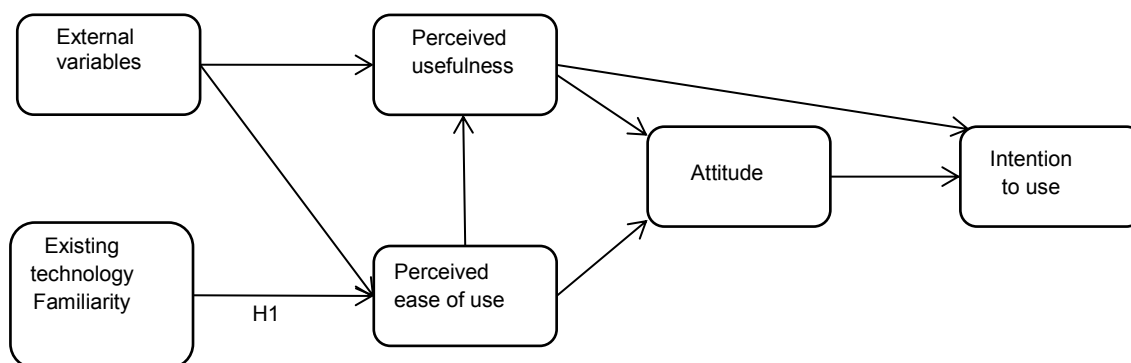 External
variables
Perceived
usefulness
Attitude
Intention
to use
Existing
technology
Familiarity
H1
Perceived
ease of use